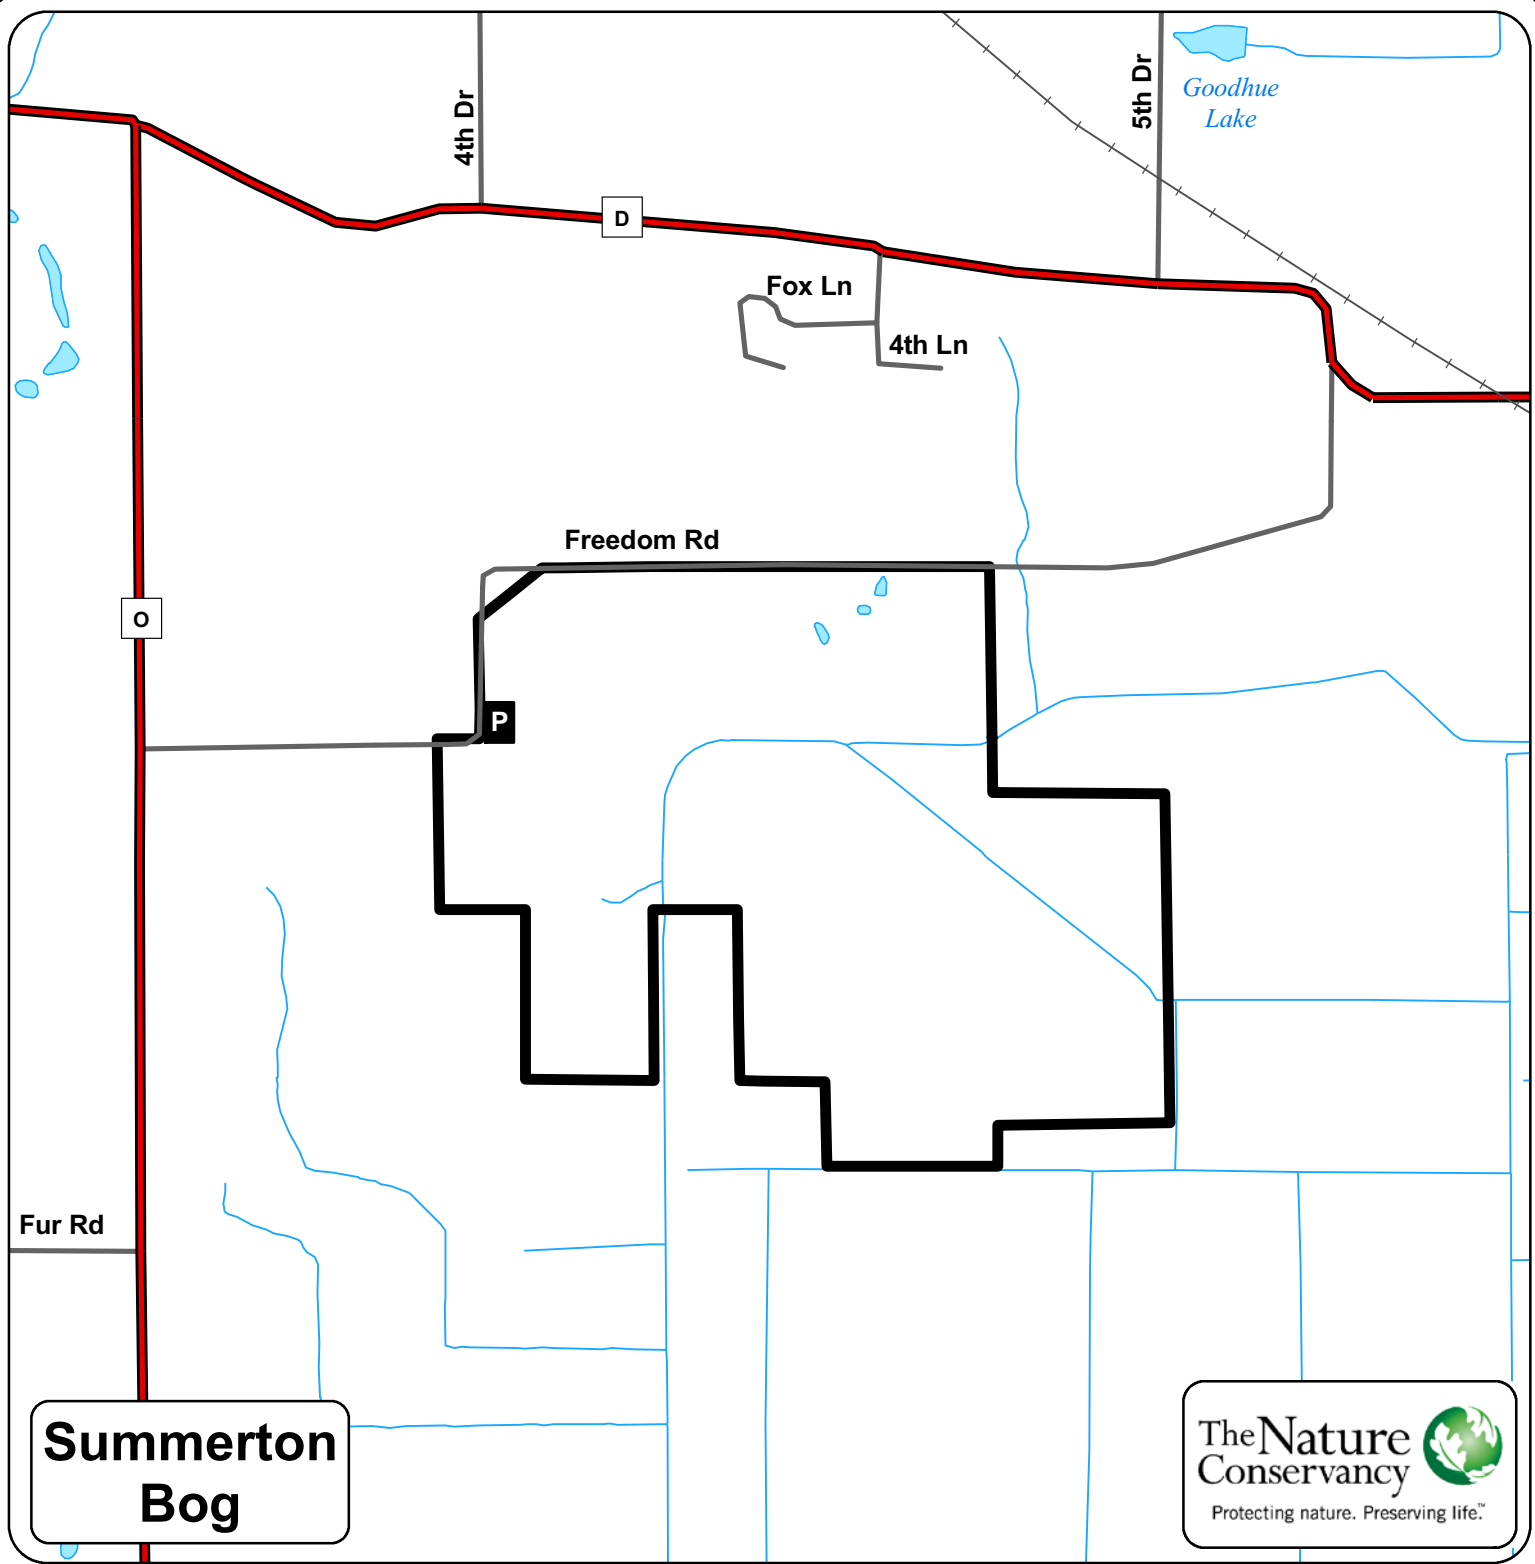 4th Dr
5th Dr
Goodhue
Lake
D
Fox Ln
4th Ln
Freedom Rd
O
P
Fur Rd
Summerton
Bog
The Nature
Conservancy
Protecting nature. Preserving life.™